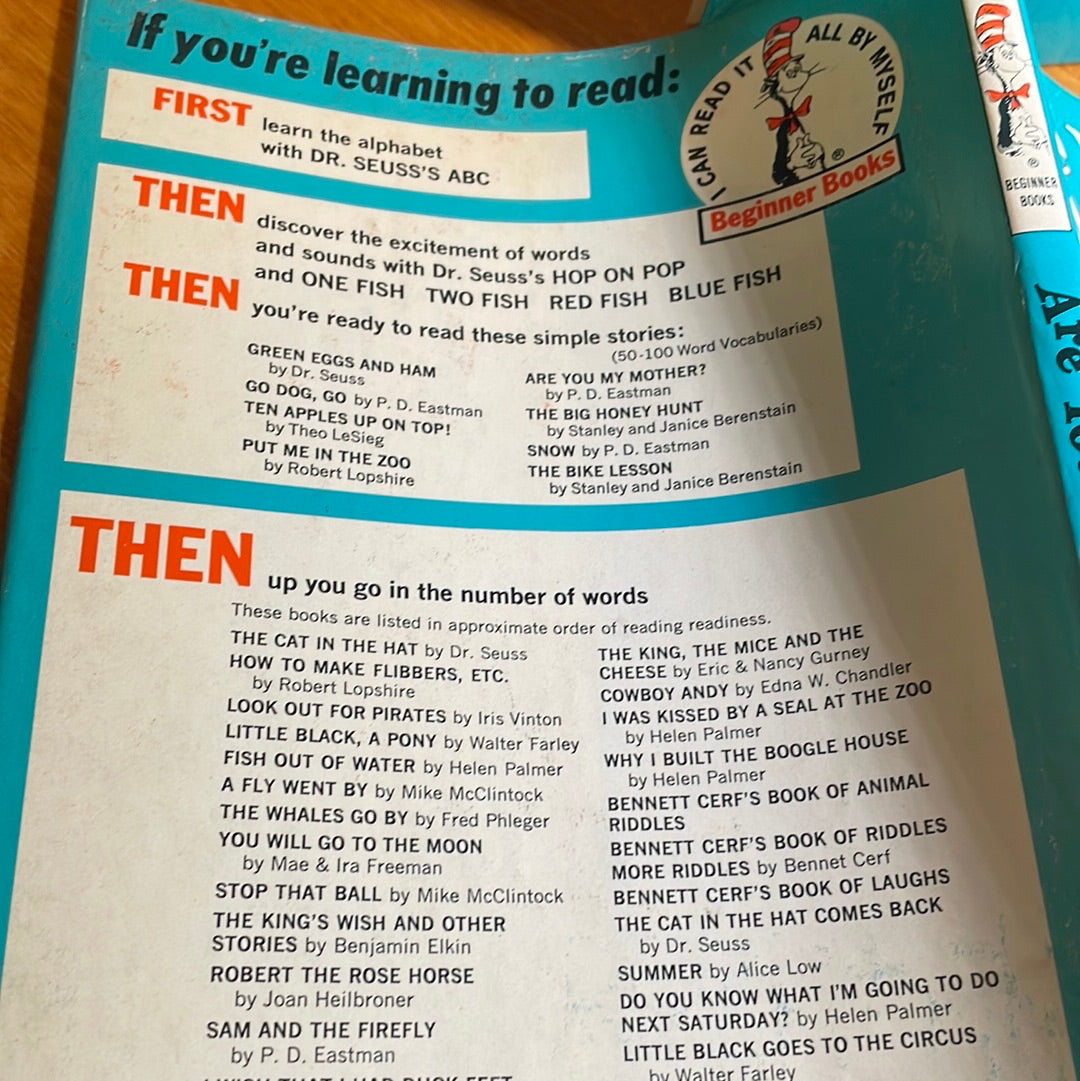 If you're learning to read:
I CAN READ IT ALL BY MYSELF
®
Beginner Books
FIRST learn the alphabet
with DR. SEUSS'S ABC
THEN discover the excitement of words
and sounds with Dr. Seuss's HOP ON POP
and ONE FISH TWO FISH RED FISH BLUE FISH
THEN you're ready to read these simple stories:
(50-100 Word Vocabularies)
GREEN EGGS AND HAM
by Dr. Seuss
GO DOG, GO by P. D. Eastman
TEN APPLES UP ON TOP!
by Theo LeSieg
PUT ME IN THE ZOO
by Robert Lopshire
ARE YOU MY MOTHER?
by P. D. Eastman
THE BIG HONEY HUNT
by Stanley and Janice Berenstain
SNOW by P. D. Eastman
THE BIKE LESSON
by Stanley and Janice Berenstain
THEN up you go in the number of words
These books are listed in approximate order of reading readiness.
THE CAT IN THE HAT by Dr. Seuss
HOW TO MAKE FLIBBERS, ETC.
by Robert Lopshire
LOOK OUT FOR PIRATES by Iris Vinton
LITTLE BLACK, A PONY by Walter Farley
FISH OUT OF WATER by Helen Palmer
A FLY WENT BY by Mike McClintock
THE WHALES GO BY by Fred Phleger
YOU WILL GO TO THE MOON
by Mae & Ira Freeman
STOP THAT BALL by Mike McClintock
THE KING'S WISH AND OTHER
STORIES by Benjamin Elkin
ROBERT THE ROSE HORSE
by Joan Heilbroner
SAM AND THE FIREFLY
by P. D. Eastman
I WISH THAT I HAD DUCK FEET
THE KING, THE MICE AND THE
CHEESE by Eric & Nancy Gurney
COWBOY ANDY by Edna W. Chandler
I WAS KISSED BY A SEAL AT THE ZOO
by Helen Palmer
WHY I BUILT THE BOOGLE HOUSE
by Helen Palmer
BENNETT CERF'S BOOK OF ANIMAL
RIDDLES
BENNETT CERF'S BOOK OF RIDDLES
MORE RIDDLES by Bennet Cerf
BENNETT CERF'S BOOK OF LAUGHS
THE CAT IN THE HAT COMES BACK
by Dr. Seuss
SUMMER by Alice Low
DO YOU KNOW WHAT I'M GOING TO DO
NEXT SATURDAY? by Helen Palmer
LITTLE BLACK GOES TO THE CIRCUS
by Walter Farley
®
BEGINNER
BOOKS
Are